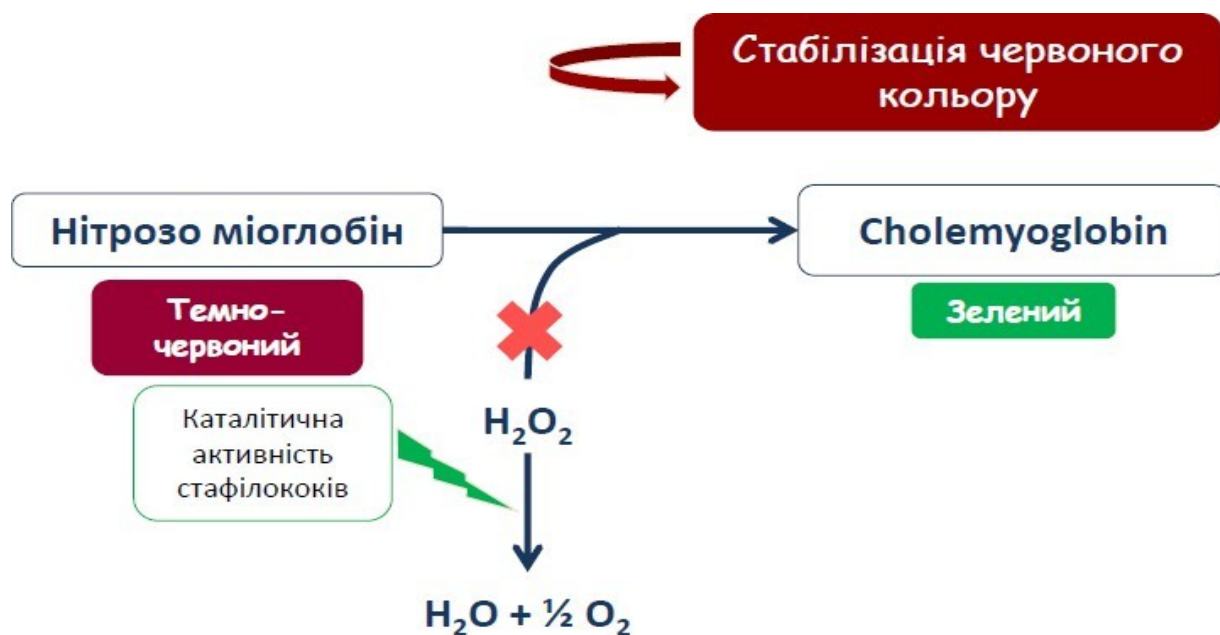 Стабілізація червоного
кольору
Нітрозо міоглобін
Cholemyoglobin
Темно-
червоний
Зелений
Каталітична
активність
стафілококів
H₂O₂
H₂O + ½ O₂